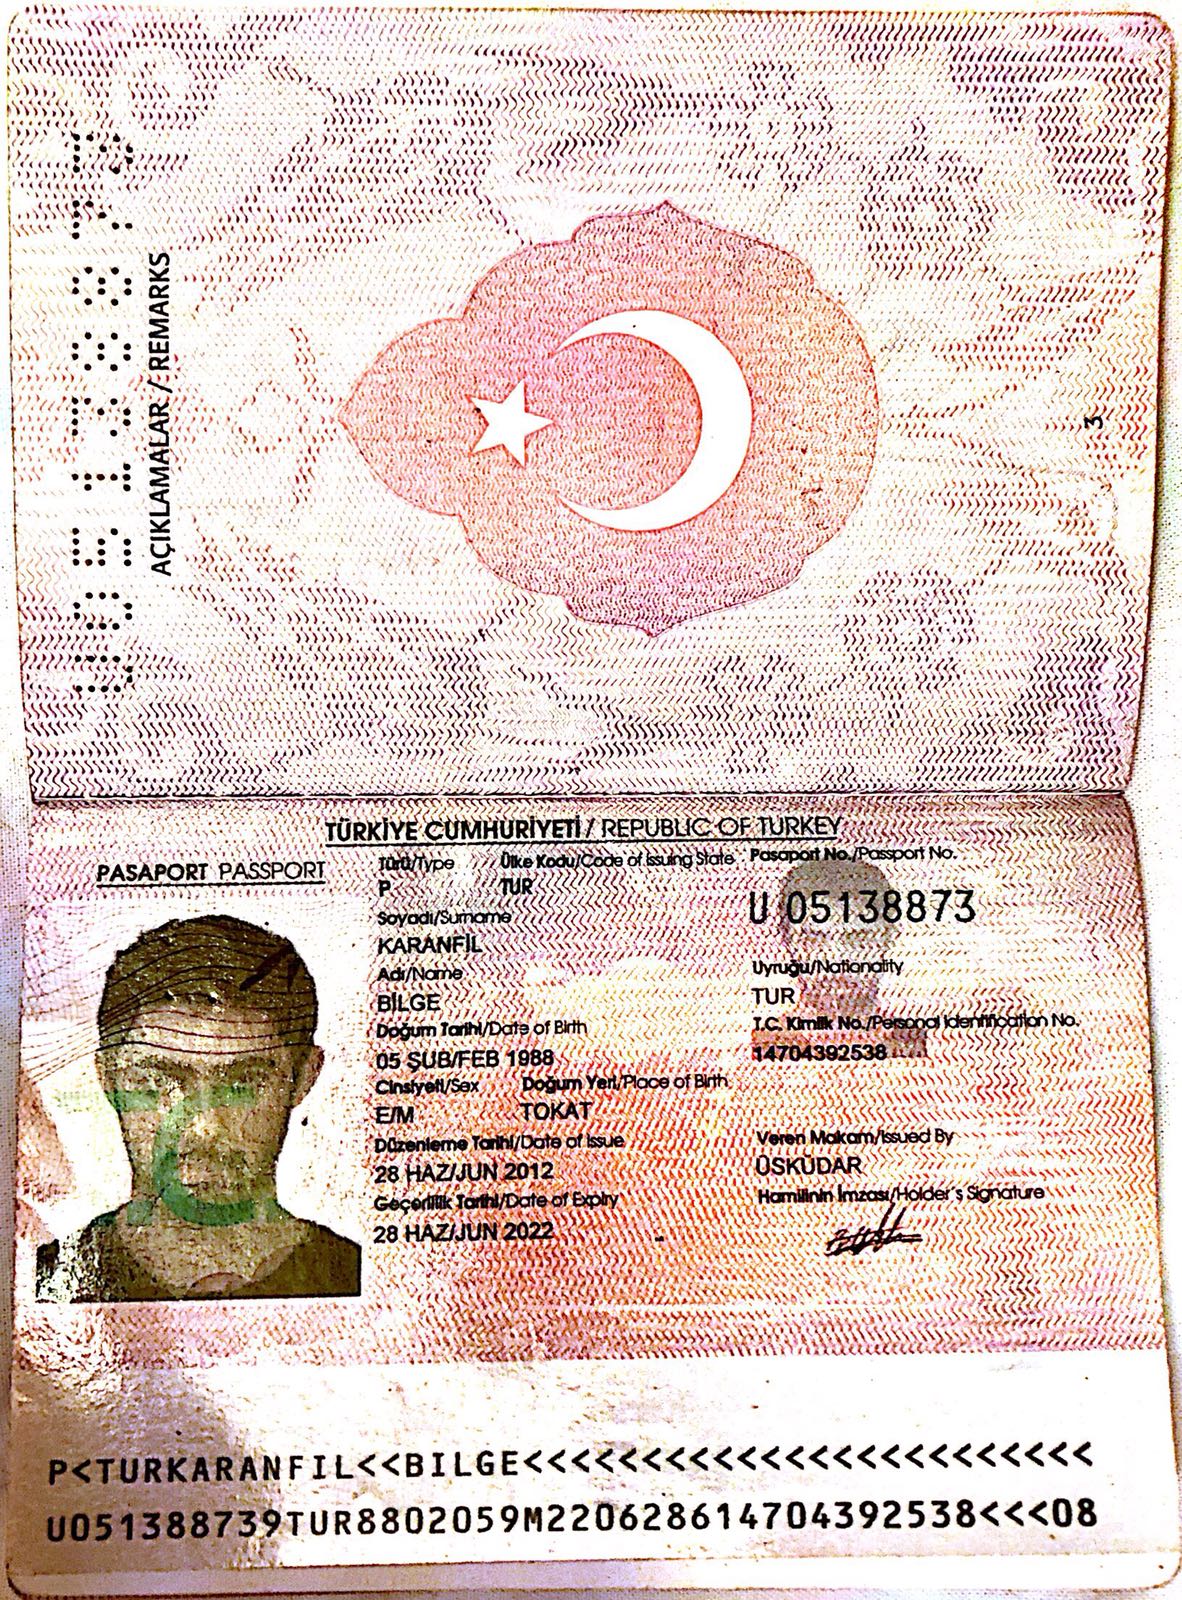 U05138873
AÇIKLAMALAR / REMARKS
3
TÜRKİYE CUMHURİYETİ / REPUBLIC OF TURKEY
PASAPORT PASSPORT
Türü/Type Ülke Kodu/Code of Issuing State Pasaport No./Passport No.
P TUR U 05138873
Soyadı/Surname
KARANFİL
Adı/Name Uyruğu/Nationality
BİLGE TUR
Doğum Tarihi/Date of Birth T.C. Kimlik No./Personal Identification No.
05 ŞUB/FEB 1988 14704392538
Cinsiyeti/Sex Doğum Yeri/Place of Birth
E/M TOKAT
Düzenleme Tarihi/Date of Issue Veren Makam/Issued By
28 HAZ/JUN 2012 ÜSKÜDAR
Geçerlilik Tarihi/Date of Expiry Hamilinin İmzası/Holder's Signature
28 HAZ/JUN 2022
P<TURKARANFIL<<BILGE<<<<<<<<<<<<<<<<<<<<<<<<
U051388739TUR8802059M220628614704392538<<<08